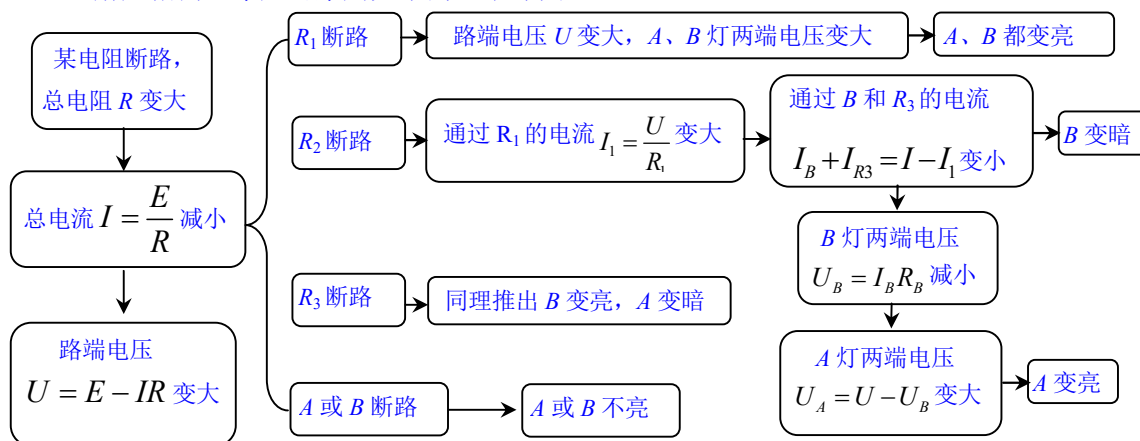 某电阻断路，
总电阻 R 变大
总电流 I = E/R 减小
路端电压
U = E − IR 变大
R₁ 断路
路端电压 U 变大，A、B 灯两端电压变大
A、B 都变亮
R₂ 断路
通过 R₁ 的电流 I₁ = U/R₁ 变大
通过 B 和 R₃ 的电流
I_B + I_R3 = I − I₁ 变小
B 变暗
B 灯两端电压
U_B = I_B R_B 减小
A 灯两端电压
U_A = U − U_B 变大
A 变亮
R₃ 断路
同理推出 B 变亮，A 变暗
A 或 B 断路
A 或 B 不亮